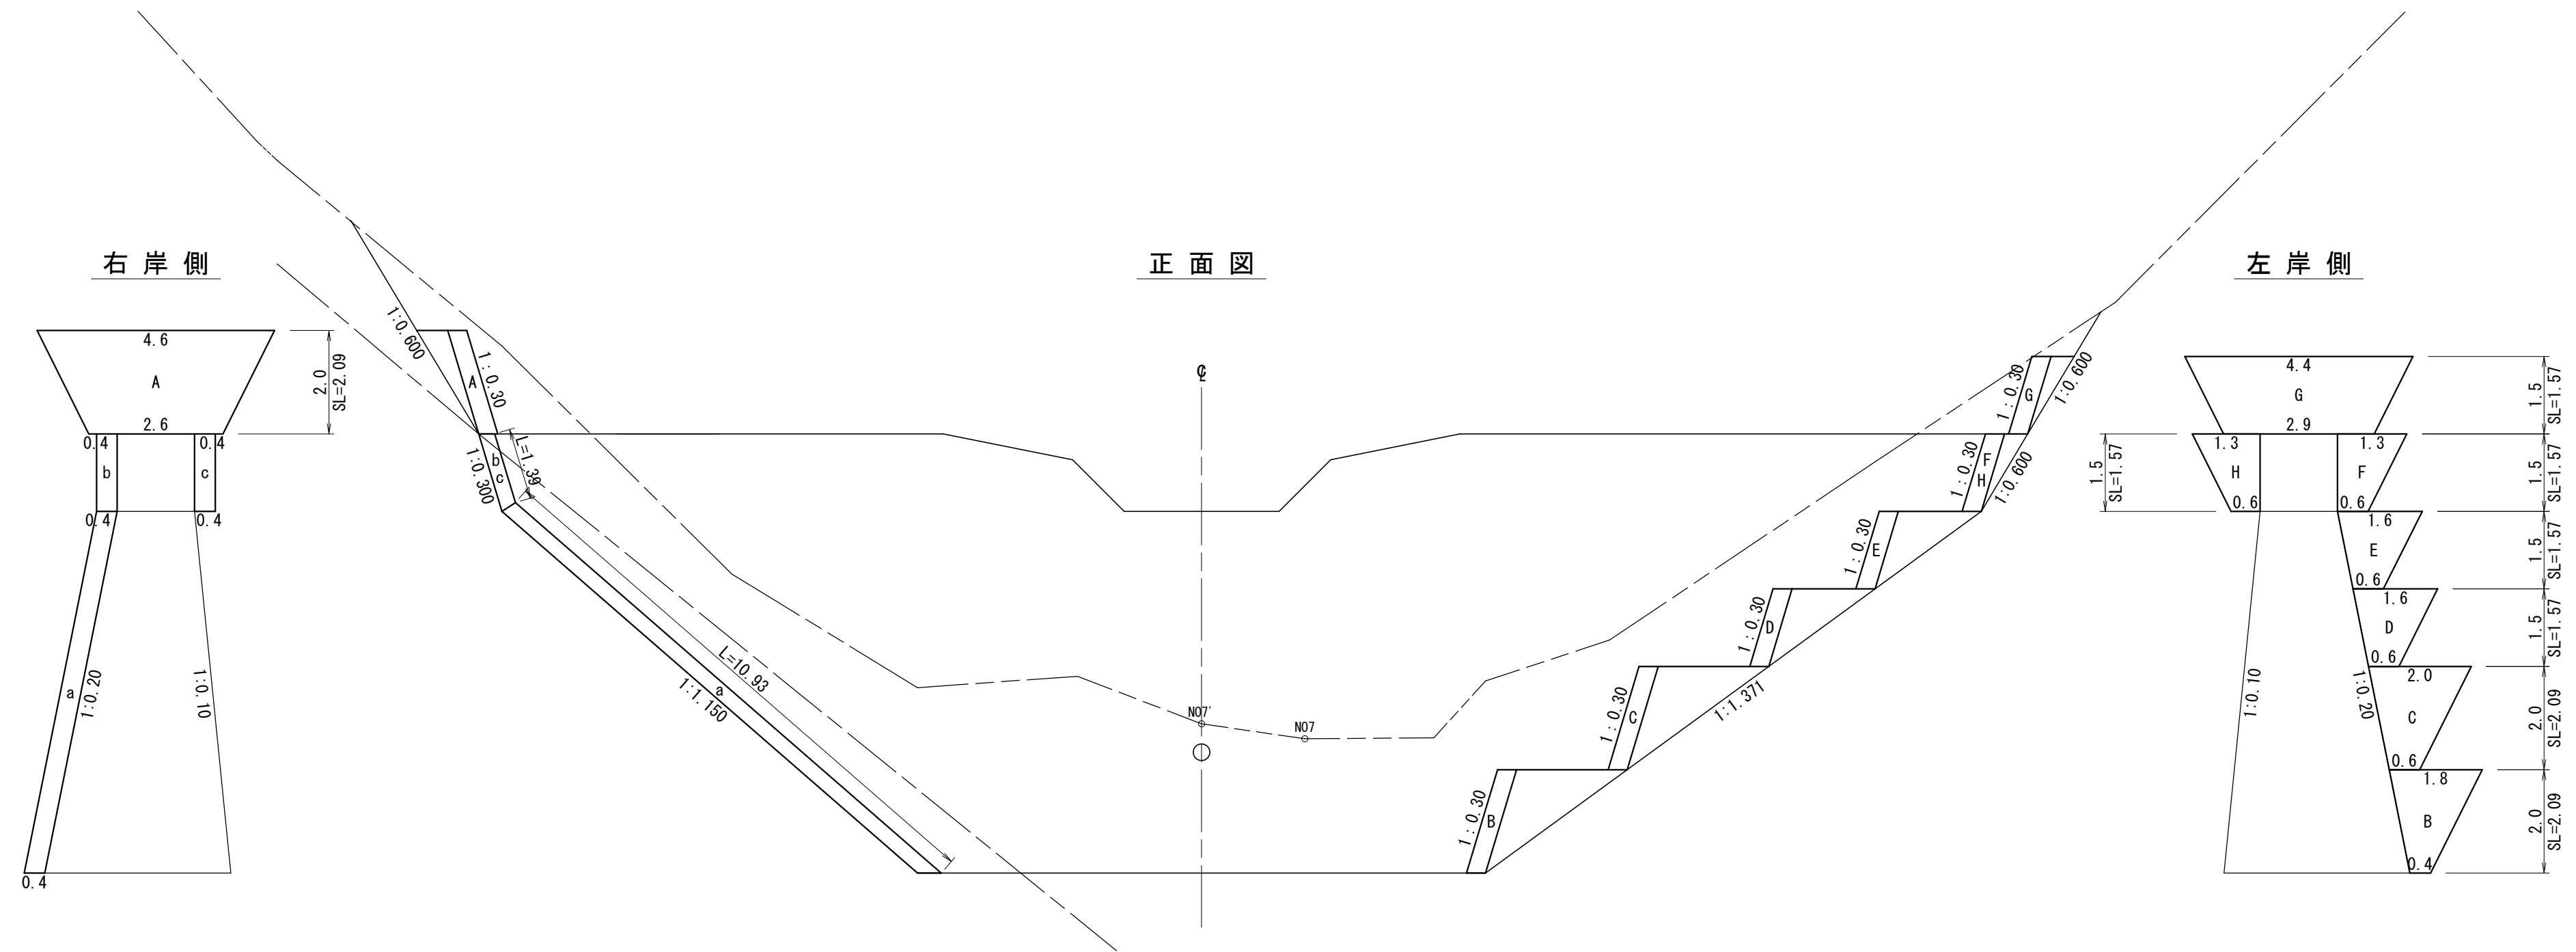 右岸側
4.6
A
2.6
2.0
SL=2.09
0.4
0.4
b
c
0.4
0.4
a
1:0.20
1:0.10
0.4
正面図
CL
1:0.600
A
1:0.30
b
c
L=1.39
1:0.300
L=10.93
a
1:1.150
NO7'
NO7
1:0.30
G
1:0.600
1:0.30
F
H
1:0.600
1:0.30
E
1:0.30
D
1:0.30
C
1:1.371
1:0.30
B
左岸側
4.4
G
2.9
1.5
SL=1.57
1.3
H
0.6
1.3
F
0.6
1.5
SL=1.57
1.5
SL=1.57
1.6
E
0.6
1.5
SL=1.57
1.6
D
0.6
1.5
SL=1.57
1:0.10
1:0.20
2.0
C
0.6
2.0
SL=2.09
1.8
B
0.4
2.0
SL=2.09